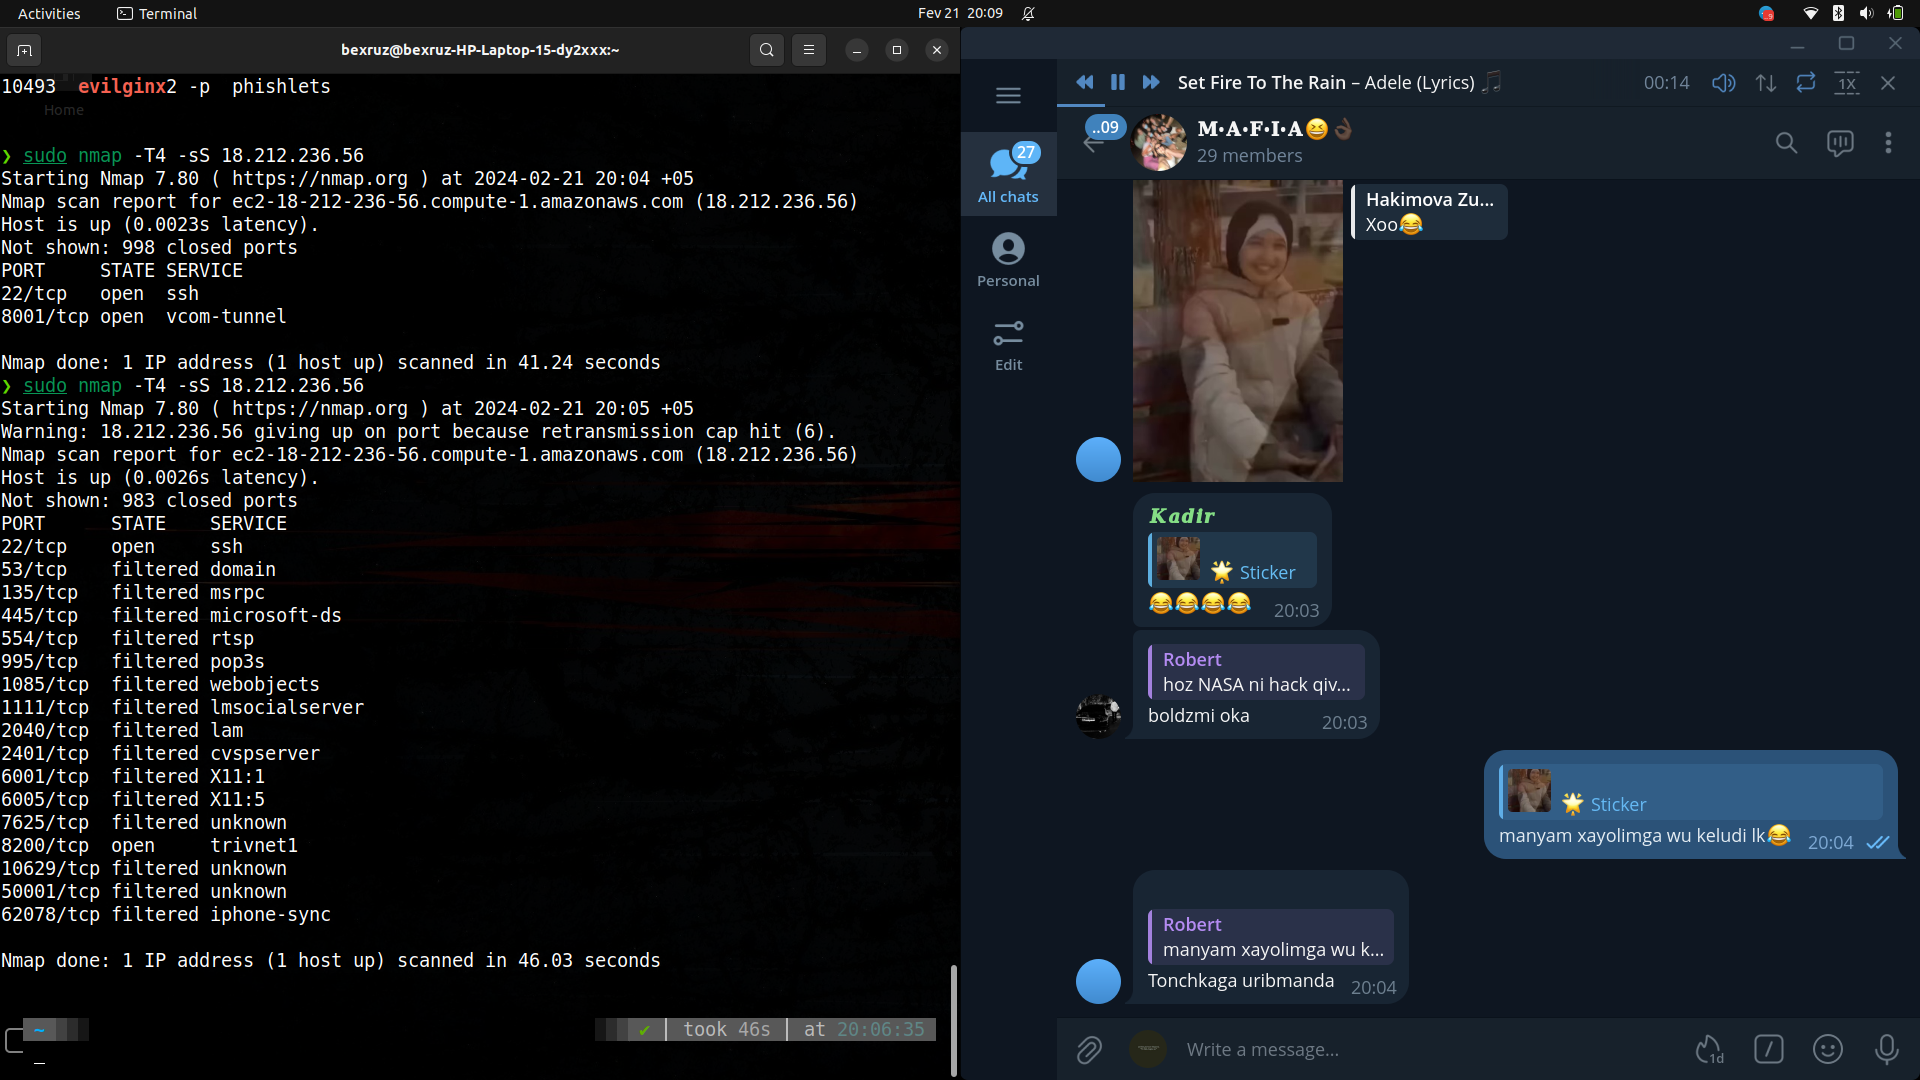 Activities
Terminal
Fev 21 20:09
bexruz@bexruz-HP-Laptop-15-dy2xxx:~
10493 evilginx2 -p phishlets
Home
❯ sudo nmap -T4 -sS 18.212.236.56
Starting Nmap 7.80 ( https://nmap.org ) at 2024-02-21 20:04 +05
Nmap scan report for ec2-18-212-236-56.compute-1.amazonaws.com (18.212.236.56)
Host is up (0.0023s latency).
Not shown: 998 closed ports
PORT STATE SERVICE
22/tcp open ssh
8001/tcp open vcom-tunnel
Nmap done: 1 IP address (1 host up) scanned in 41.24 seconds
❯ sudo nmap -T4 -sS 18.212.236.56
Starting Nmap 7.80 ( https://nmap.org ) at 2024-02-21 20:05 +05
Warning: 18.212.236.56 giving up on port because retransmission cap hit (6).
Nmap scan report for ec2-18-212-236-56.compute-1.amazonaws.com (18.212.236.56)
Host is up (0.0026s latency).
Not shown: 983 closed ports
PORT STATE SERVICE
22/tcp open ssh
53/tcp filtered domain
135/tcp filtered msrpc
445/tcp filtered microsoft-ds
554/tcp filtered rtsp
995/tcp filtered pop3s
1085/tcp filtered webobjects
1111/tcp filtered lmsocialserver
2040/tcp filtered lam
2401/tcp filtered cvspserver
6001/tcp filtered X11:1
6005/tcp filtered X11:5
7625/tcp filtered unknown
8200/tcp open trivnet1
10629/tcp filtered unknown
50001/tcp filtered unknown
62078/tcp filtered iphone-sync
Nmap done: 1 IP address (1 host up) scanned in 46.03 seconds
~ ✔ | took 46s | at 20:06:35
Set Fire To The Rain – Adele (Lyrics) 🎵
00:14
1X
27
All chats
Personal
Edit
..09
M·A·F·I·A😆👌🏿
29 members
Hakimova Zu...
Xoo😂
Kadir
🌟 Sticker
😂😂😂😂 20:03
Robert
hoz NASA ni hack qiv...
boldzmi oka 20:03
🌟 Sticker
manyam xayolimga wu keludi lk😂 20:04
Robert
manyam xayolimga wu k...
Tonchkaga uribmanda 20:04
Write a message...
1d